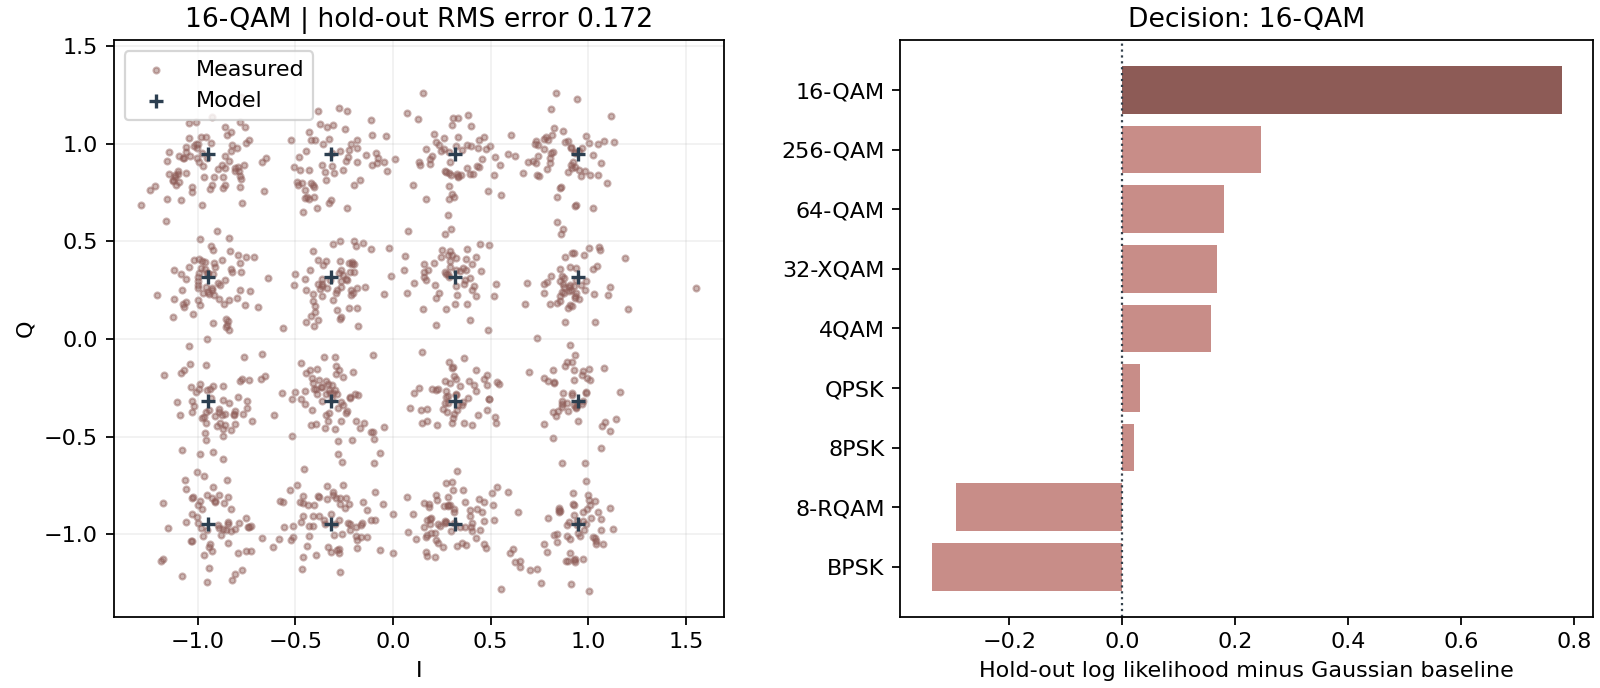 16-QAM | hold-out RMS error 0.172
Measured
Model
1.5
1.0
0.5
0.0
−0.5
−1.0
Q
−1.0 −0.5 0.0 0.5 1.0 1.5
I
Decision: 16-QAM
16-QAM
256-QAM
64-QAM
32-XQAM
4QAM
QPSK
8PSK
8-RQAM
BPSK
−0.2 0.0 0.2 0.4 0.6 0.8
Hold-out log likelihood minus Gaussian baseline